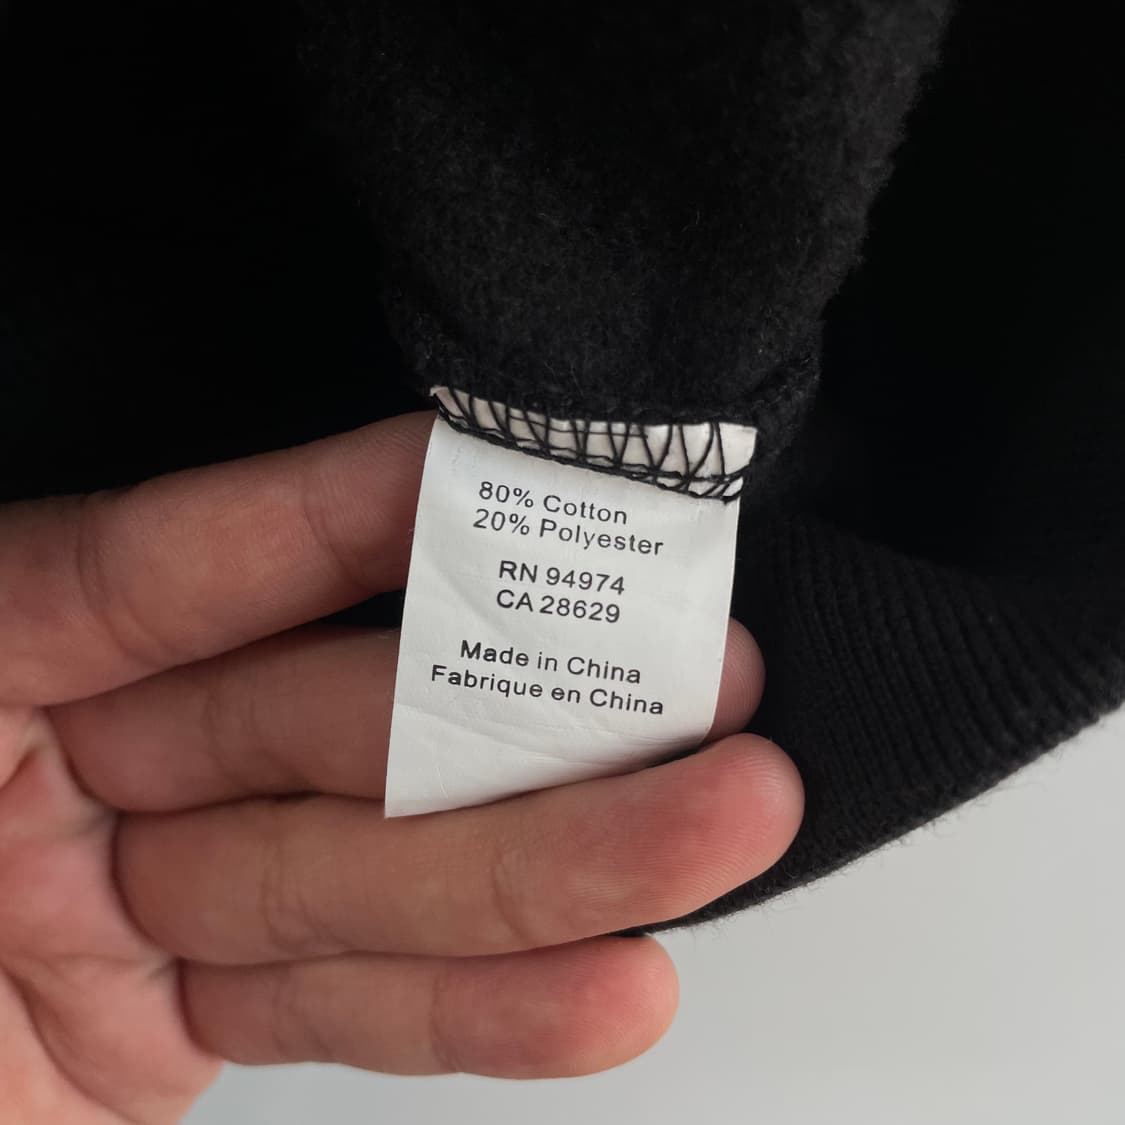 80% Cotton
20% Polyester
RN 94974
CA 28629
Made in China
Fabrique en China